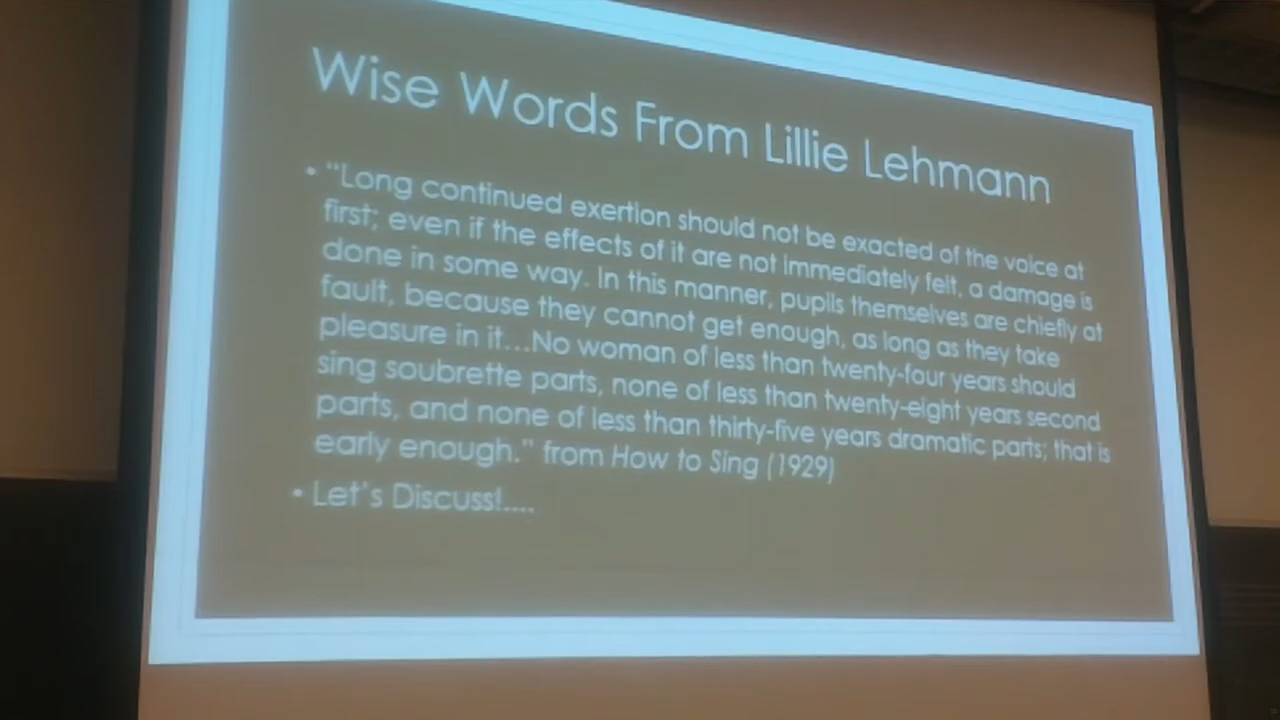 Wise Words From Lillie Lehmann
• "Long continued exertion should not be exacted of the voice at
first; even if the effects of it are not immediately felt, a damage is
done in some way. In this manner, pupils themselves are chiefly at
fault, because they cannot get enough, as long as they take
pleasure in it...No woman of less than twenty-four years should
sing soubrette parts, none of less than twenty-eight years second
parts, and none of less than thirty-five years dramatic parts; that is
early enough." from How to Sing (1929)
• Let's Discuss!....